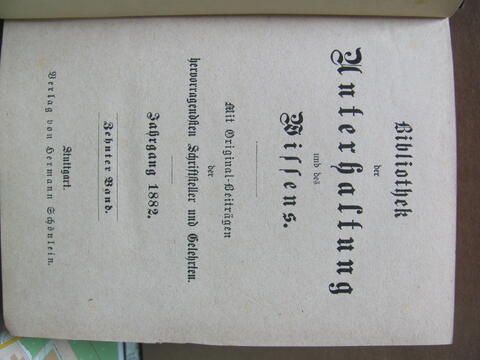 Bibliothek
der
Unterhaltung
und des
Wissens.
Mit Original-Beiträgen
der
hervorragendsten Schriftsteller und Gelehrten.
Jahrgang 1882.
Zehnter Band.
Stuttgart.
Verlag von Hermann Schönlein.